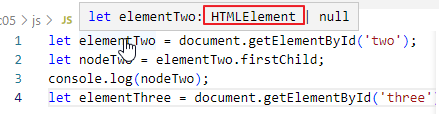 let elementTwo: HTMLElement | null
05 > js >
1 let elementTwo = document.getElementById('two');
2 let nodeTwo = elementTwo.firstChild;
3 console.log(nodeTwo);
4 let elementThree = document.getElementById('three'